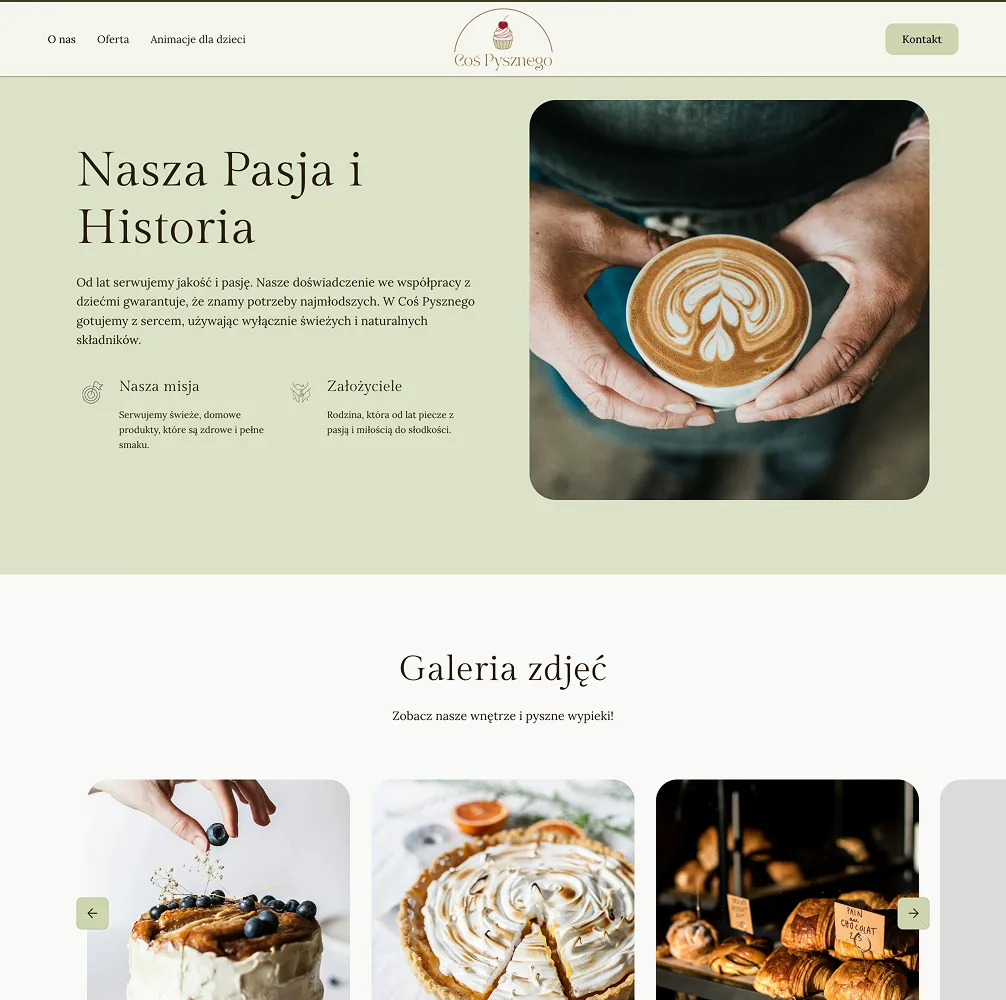 O nas
Oferta
Animacje dla dzieci
Coś Pysznego
Kontakt
Nasza Pasja i
Historia
Od lat serwujemy jakość i pasję. Nasze doświadczenie we współpracy z
dziećmi gwarantuje, że znamy potrzeby najmłodszych. W Coś Pysznego
gotujemy z sercem, używając wyłącznie świeżych i naturalnych
składników.
Nasza misja
Serwujemy świeże, domowe
produkty, które są zdrowe i pełne
smaku.
Założyciele
Rodzina, która od lat piecze z
pasją i miłością do słodkości.
Galeria zdjęć
Zobacz nasze wnętrze i pyszne wypieki!
PAIN
au
CHOCOLAT